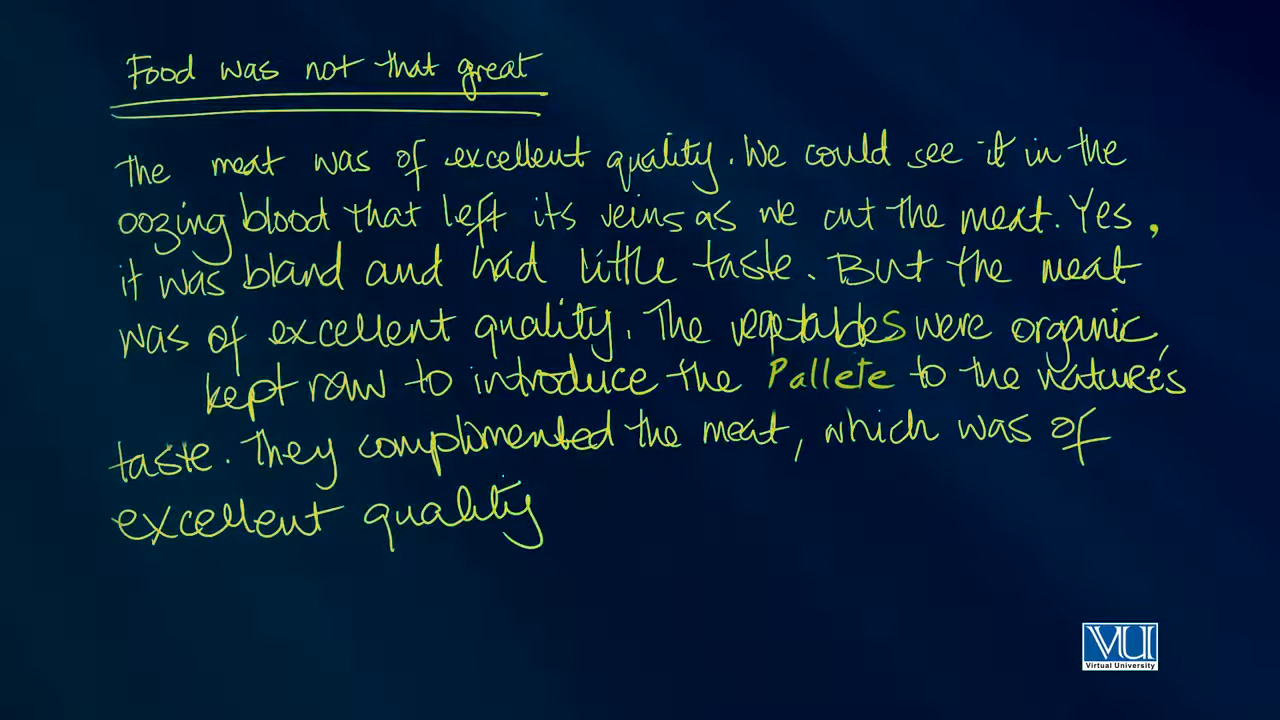 Food was not that great
The meat was of excellent quality. We could see it in the
oozing blood that left its veins as we cut the meat. Yes,
it was bland and had little taste. But the meat
was of excellent quality. The vegetables were organic,
kept raw to introduce the Pallete to the nature's
taste. They complimented the meat, which was of
excellent quality
VU
Virtual University